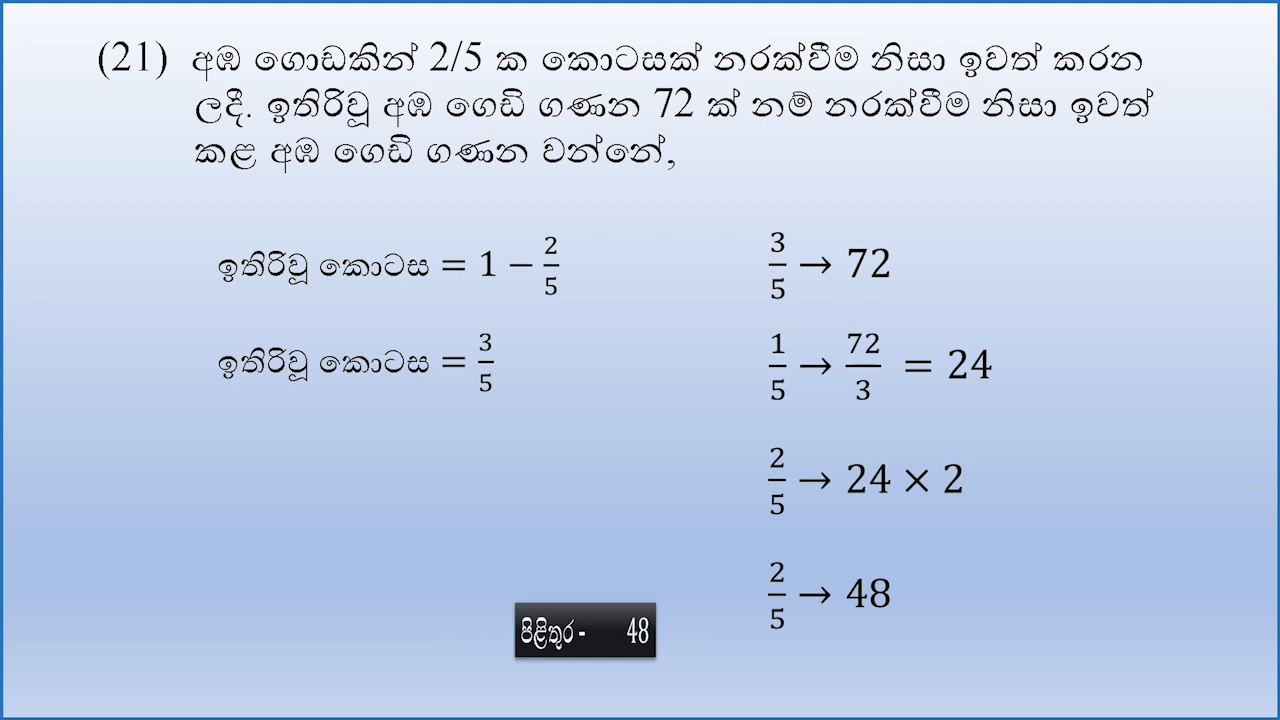 (21) අඹ ගොඩකින් 2/5 ක කොටසක් නරක්වීම නිසා ඉවත් කරන
ලදී. ඉතිරිවූ අඹ ගෙඩි ගණන 72 ක් නම් නරක්වීම නිසා ඉවත්
කළ අඹ ගෙඩි ගණන වන්නේ,
ඉතිරිවූ කොටස = 1 − 2/5
ඉතිරිවූ කොටස = 3/5
3/5 → 72
1/5 → 72/3 = 24
2/5 → 24 × 2
2/5 → 48
පිළිතුර - 48